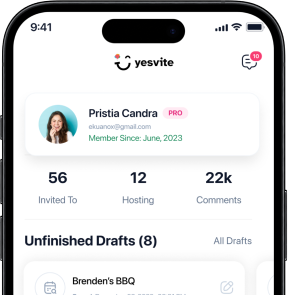 9:41
yesvite
10
Pristia Candra PRO
ekuanox@gmail.com
Member Since: June, 2023
56 12 22k
Invited To Hosting Comments
Unfinished Drafts (8) All Drafts
Brenden's BBQ